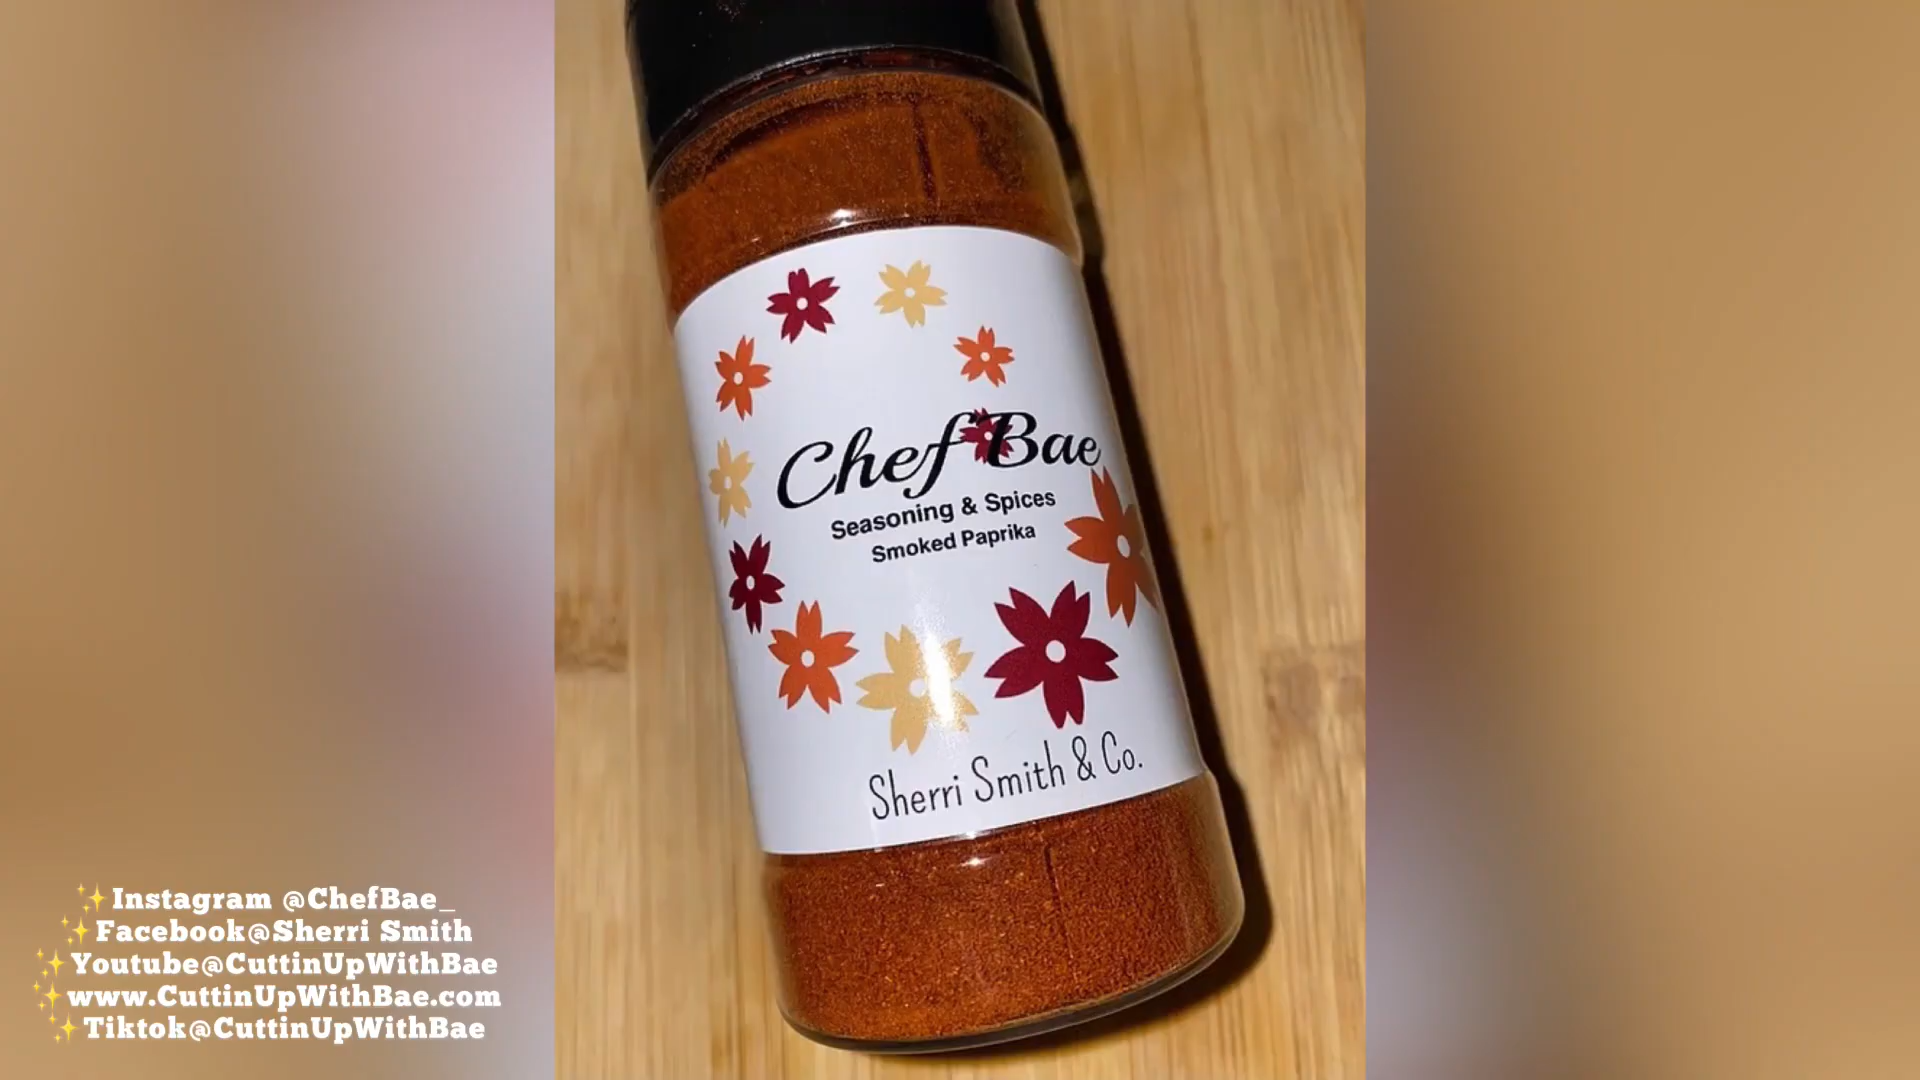 Chef Bae
Seasoning & Spices
Smoked Paprika
Sherri Smith & Co.
✨Instagram @ChefBae_
✨Facebook@Sherri Smith
✨Youtube@CuttinUpWithBae
✨www.CuttinUpWithBae.com
✨Tiktok@CuttinUpWithBae